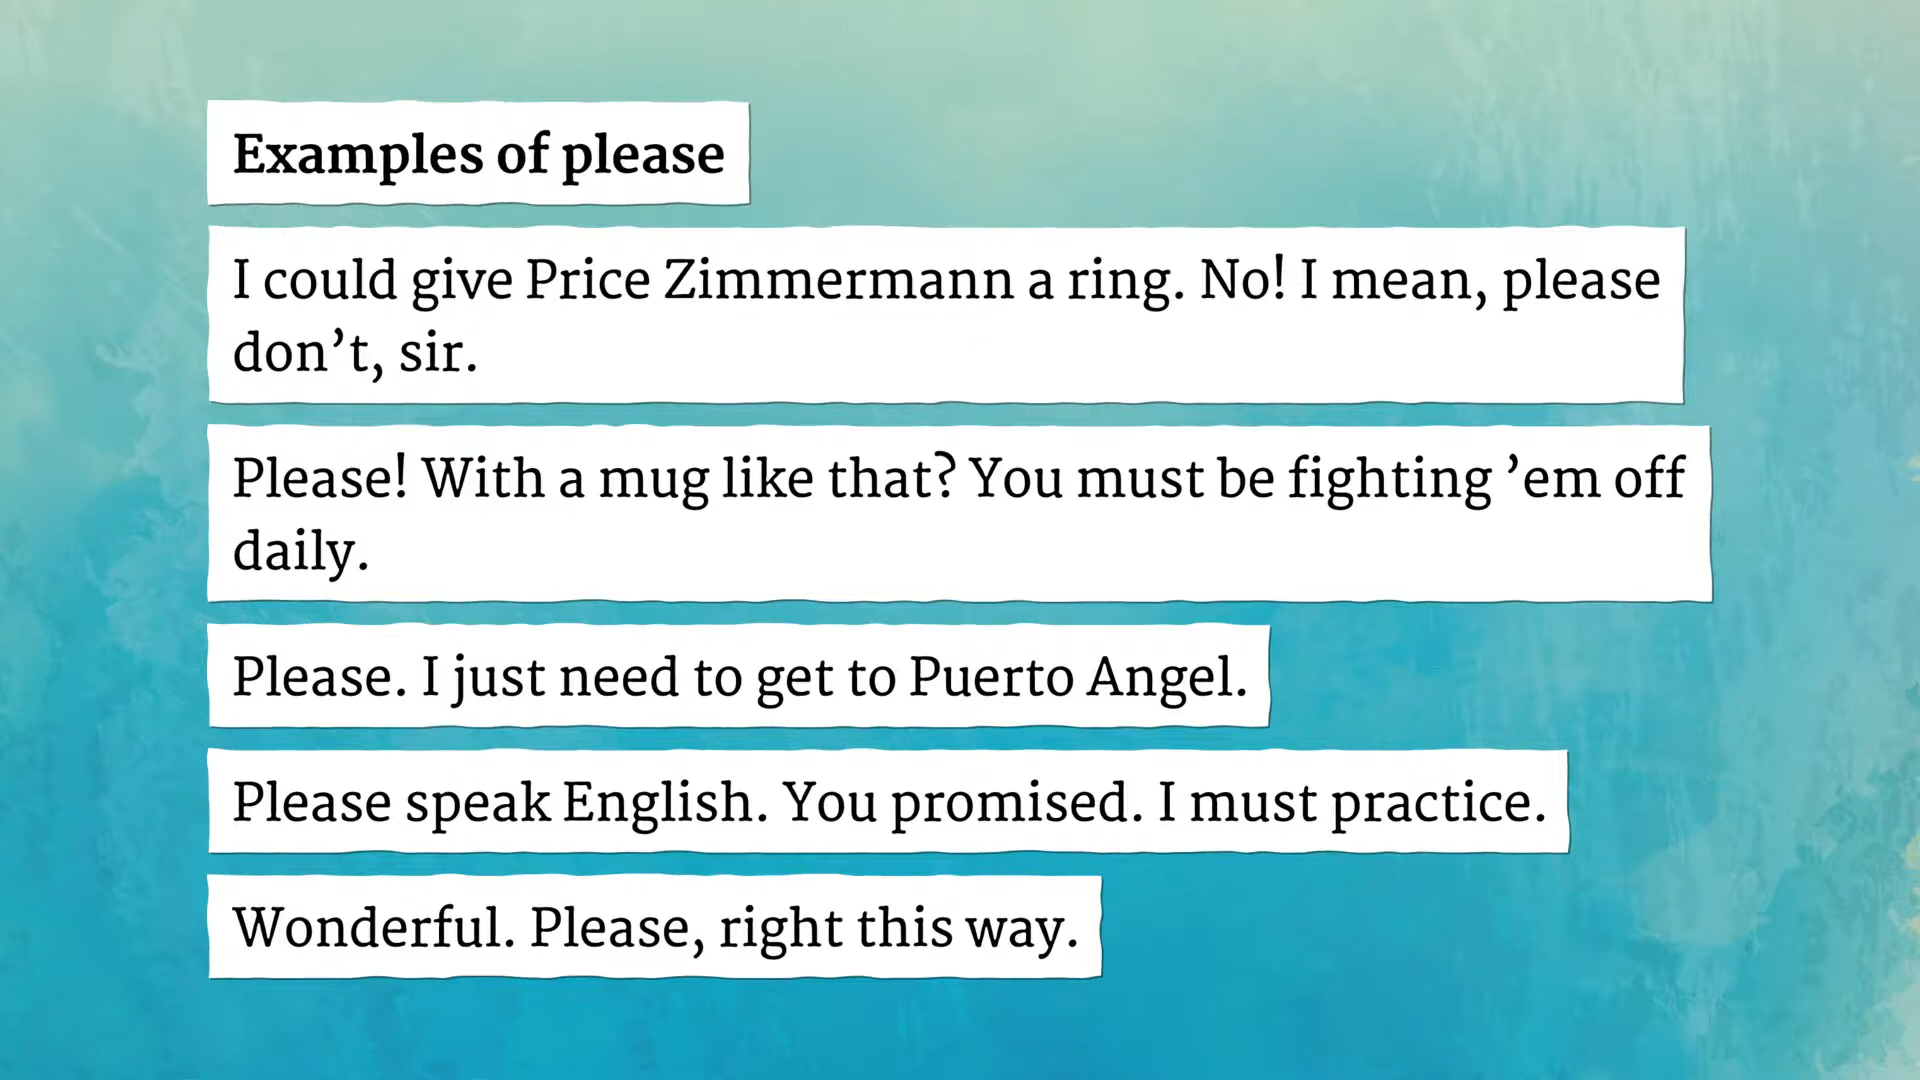 Examples of please
I could give Price Zimmermann a ring. No! I mean, please
don’t, sir.
Please! With a mug like that? You must be fighting ’em off
daily.
Please. I just need to get to Puerto Angel.
Please speak English. You promised. I must practice.
Wonderful. Please, right this way.